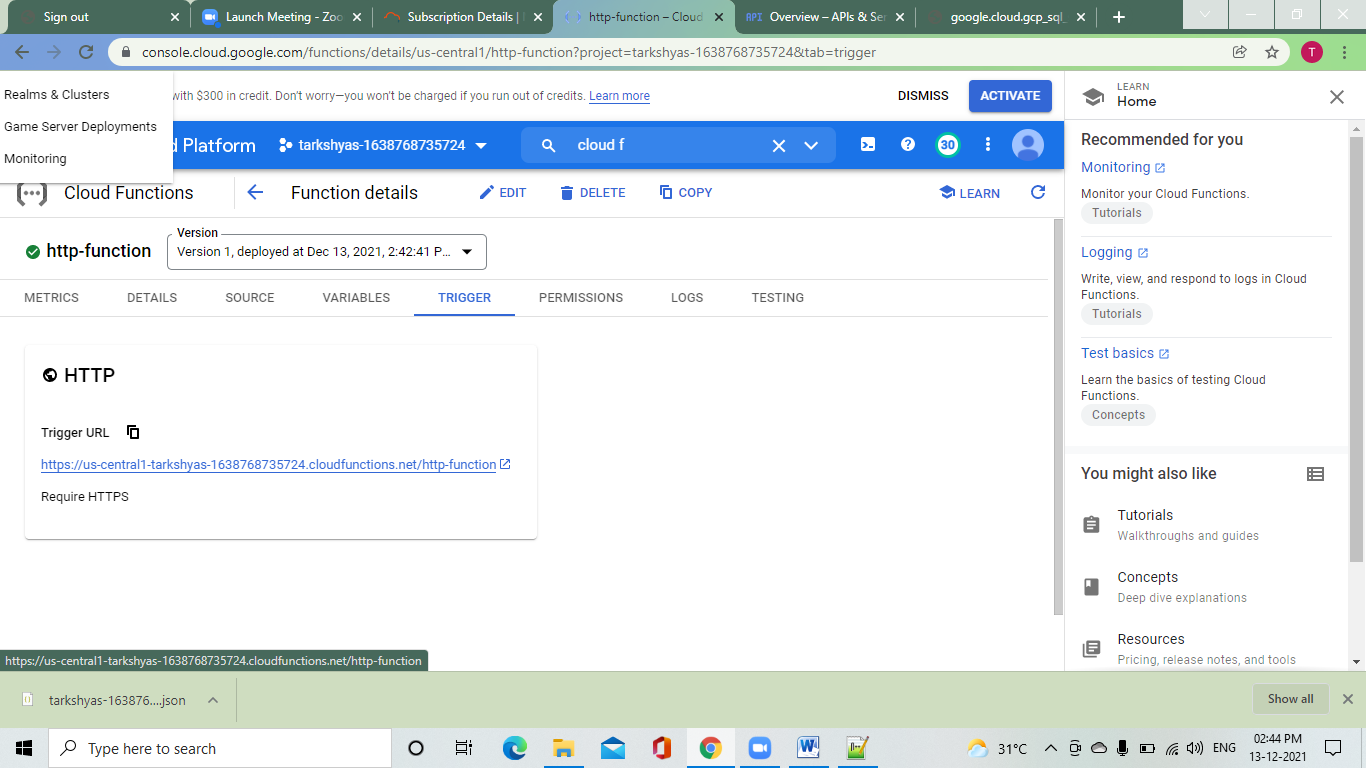 Sign out
Launch Meeting - Zoo
Subscription Details |
http-function – Cloud
API Overview – APIs & Ser
google.cloud.gcp_sql_
console.cloud.google.com/functions/details/us-central1/http-function?project=tarkshyas-1638768735724&tab=trigger
T
Realms & Clusters
Game Server Deployments
Monitoring
with $300 in credit. Don't worry—you won't be charged if you run out of credits. Learn more
DISMISS
ACTIVATE
d Platform
tarkshyas-1638768735724
cloud f
30
Cloud Functions
Function details
EDIT
DELETE
COPY
LEARN
http-function
Version
Version 1, deployed at Dec 13, 2021, 2:42:41 P...
METRICS
DETAILS
SOURCE
VARIABLES
TRIGGER
PERMISSIONS
LOGS
TESTING
HTTP
Trigger URL
https://us-central1-tarkshyas-1638768735724.cloudfunctions.net/http-function
Require HTTPS
LEARN
Home
Recommended for you
Monitoring
Monitor your Cloud Functions.
Tutorials
Logging
Write, view, and respond to logs in Cloud
Functions.
Tutorials
Test basics
Learn the basics of testing Cloud
Functions.
Concepts
You might also like
Tutorials
Walkthroughs and guides
Concepts
Deep dive explanations
Resources
Pricing, release notes, and tools
https://us-central1-tarkshyas-1638768735724.cloudfunctions.net/http-function
tarkshyas-163876....json
Show all
Type here to search
31°C
ENG
02:44 PM
13-12-2021